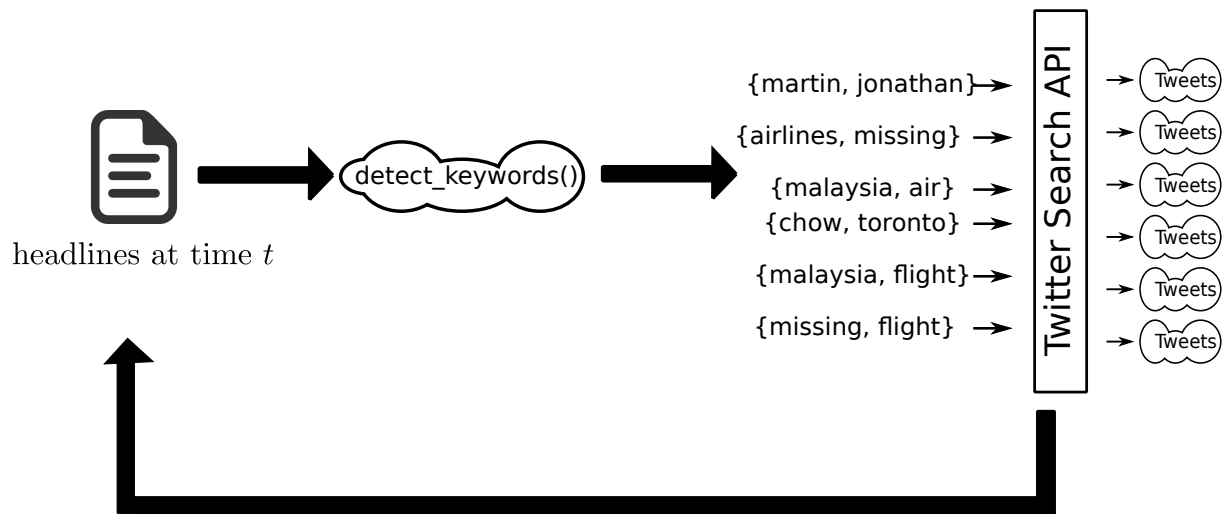 headlines at time t
detect_keywords()
{martin, jonathan}
{airlines, missing}
{malaysia, air}
{chow, toronto}
{malaysia, flight}
{missing, flight}
Twitter Search API
Tweets
Tweets
Tweets
Tweets
Tweets
Tweets